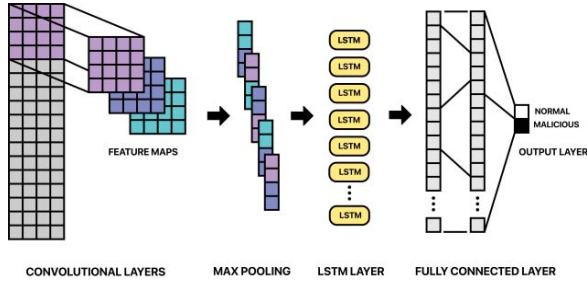 LSTM
LSTM
LSTM
LSTM
LSTM
LSTM
LSTM
FEATURE MAPS
NORMAL
MALICIOUS
OUTPUT LAYER
CONVOLUTIONAL LAYERS
MAX POOLING
LSTM LAYER
FULLY CONNECTED LAYER